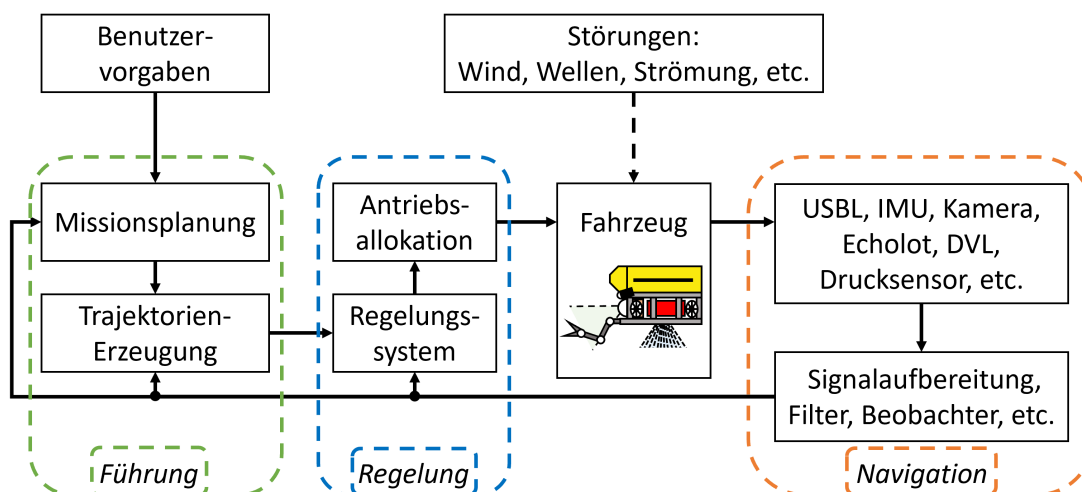 Benutzer-
vorgaben
Störungen:
Wind, Wellen, Strömung, etc.
Missionsplanung
Trajektorien-
Erzeugung
Führung
Antriebs-
allokation
Regelungs-
system
Regelung
Fahrzeug
USBL, IMU, Kamera,
Echolot, DVL,
Drucksensor, etc.
Signalaufbereitung,
Filter, Beobachter, etc.
Navigation